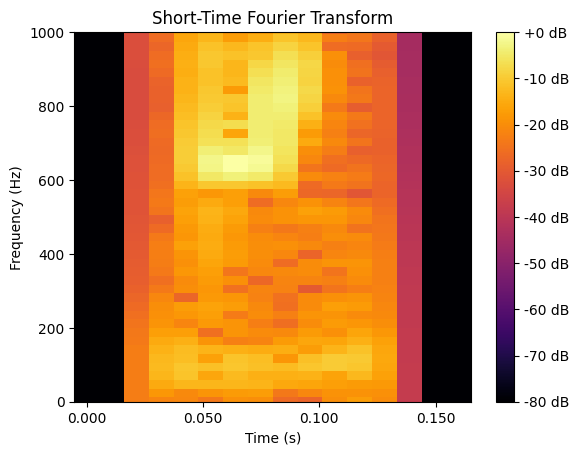 Short-Time Fourier Transform
1000
800
600
400
200
0
Frequency (Hz)
0.000
0.050
0.100
0.150
Time (s)
+0 dB
-10 dB
-20 dB
-30 dB
-40 dB
-50 dB
-60 dB
-70 dB
-80 dB